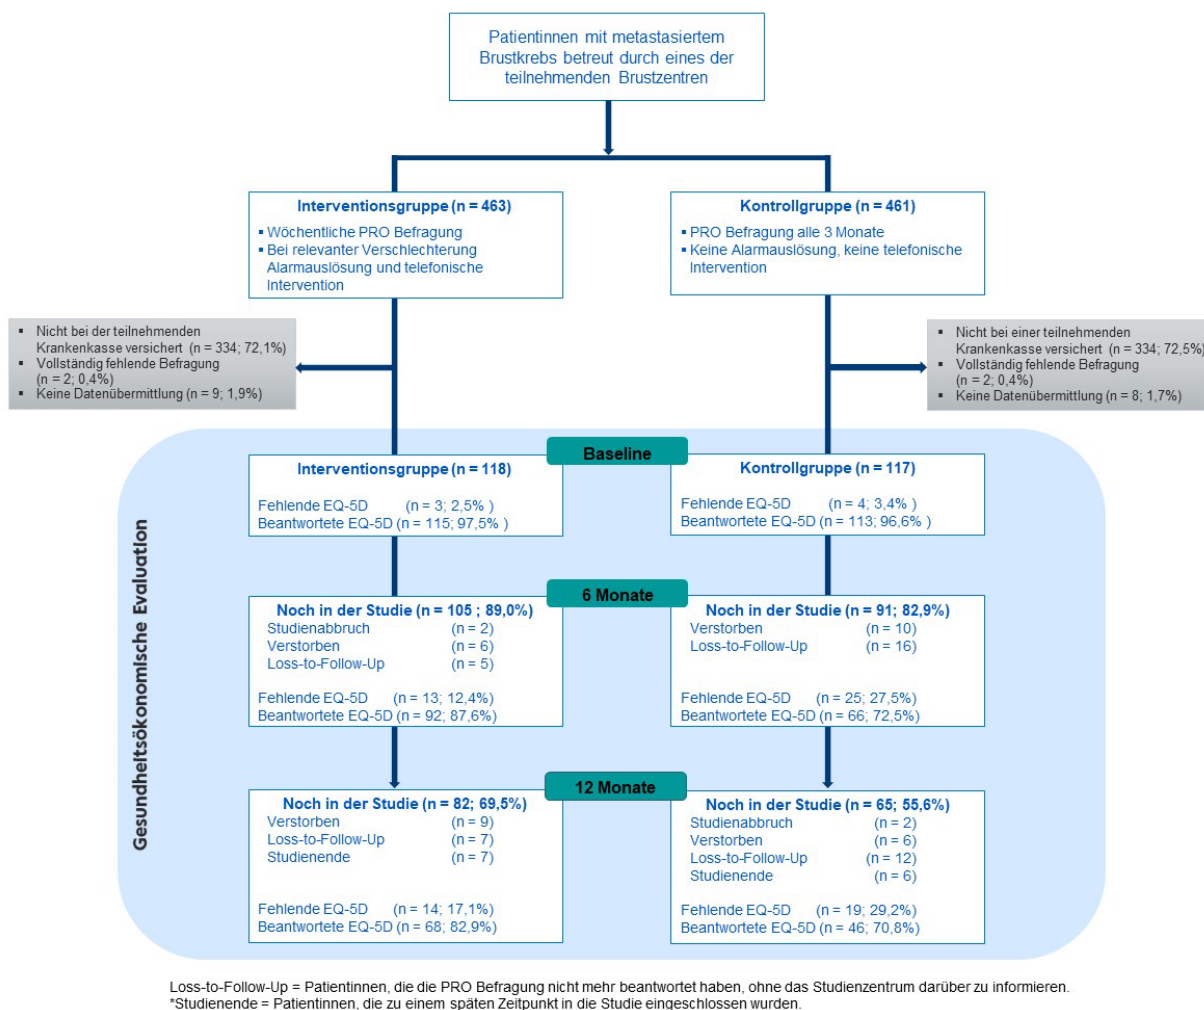 Patientinnen mit metastasiertem
Brustkrebs betreut durch eines der
teilnehmenden Brustzentren
Interventionsgruppe (n = 463)
▪ Wöchentliche PRO Befragung
▪ Bei relevanter Verschlechterung
Alarmauslösung und telefonische
Intervention
Kontrollgruppe (n = 461)
▪ PRO Befragung alle 3 Monate
▪ Keine Alarmauslösung, keine telefonische
Intervention
▪ Nicht bei der teilnehmenden
Krankenkasse versichert (n = 334; 72,1%)
▪ Vollständig fehlende Befragung
(n = 2; 0,4%)
▪ Keine Datenübermittlung (n = 9; 1,9%)
▪ Nicht bei einer teilnehmenden
Krankenkasse versichert (n = 334; 72,5%)
▪ Vollständig fehlende Befragung
(n = 2; 0,4%)
▪ Keine Datenübermittlung (n = 8; 1,7%)
Gesundheitsökonomische Evaluation
Baseline
Interventionsgruppe (n = 118)
Fehlende EQ-5D (n = 3; 2,5% )
Beantwortete EQ-5D (n = 115; 97,5% )
Kontrollgruppe (n = 117)
Fehlende EQ-5D (n = 4; 3,4% )
Beantwortete EQ-5D (n = 113; 96,6% )
6 Monate
Noch in der Studie (n = 105 ; 89,0%)
Studienabbruch (n = 2)
Verstorben (n = 6)
Loss-to-Follow-Up (n = 5)
Fehlende EQ-5D (n = 13; 12,4%)
Beantwortete EQ-5D (n = 92; 87,6%)
Noch in der Studie (n = 91; 82,9%)
Verstorben (n = 10)
Loss-to-Follow-Up (n = 16)
Fehlende EQ-5D (n = 25; 27,5%)
Beantwortete EQ-5D (n = 66; 72,5%)
12 Monate
Noch in der Studie (n = 82; 69,5%)
Verstorben (n = 9)
Loss-to-Follow-Up (n = 7)
Studienende (n = 7)
Fehlende EQ-5D (n = 14; 17,1%)
Beantwortete EQ-5D (n = 68; 82,9%)
Noch in der Studie (n = 65; 55,6%)
Studienabbruch (n = 2)
Verstorben (n = 6)
Loss-to-Follow-Up (n = 12)
Studienende (n = 6)
Fehlende EQ-5D (n = 19; 29,2%)
Beantwortete EQ-5D (n = 46; 70,8%)
Loss-to-Follow-Up = Patientinnen, die die PRO Befragung nicht mehr beantwortet haben, ohne das Studienzentrum darüber zu informieren.
*Studienende = Patientinnen, die zu einem späten Zeitpunkt in die Studie eingeschlossen wurden.